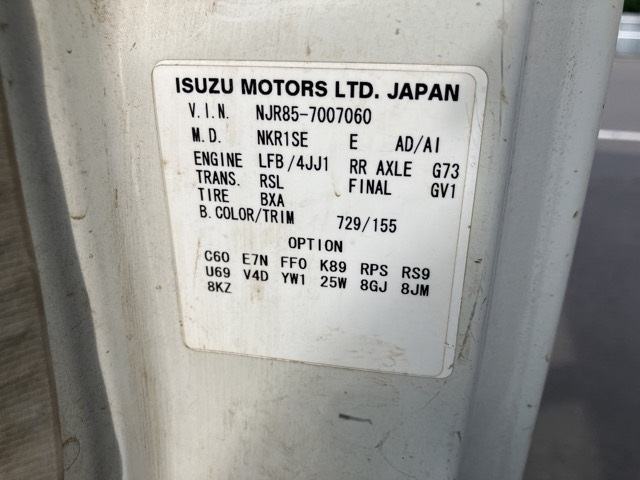 ISUZU MOTORS LTD. JAPAN
V.I.N. NJR85-7007060
M.D. NKR1SE E AD/AI
ENGINE LFB/4JJ1 RR AXLE G73
TRANS. RSL FINAL GV1
TIRE BXA
B.COLOR/TRIM 729/155
OPTION
C60 E7N FF0 K89 RPS RS9
U69 V4D YW1 25W 8GJ 8JM
8KZ